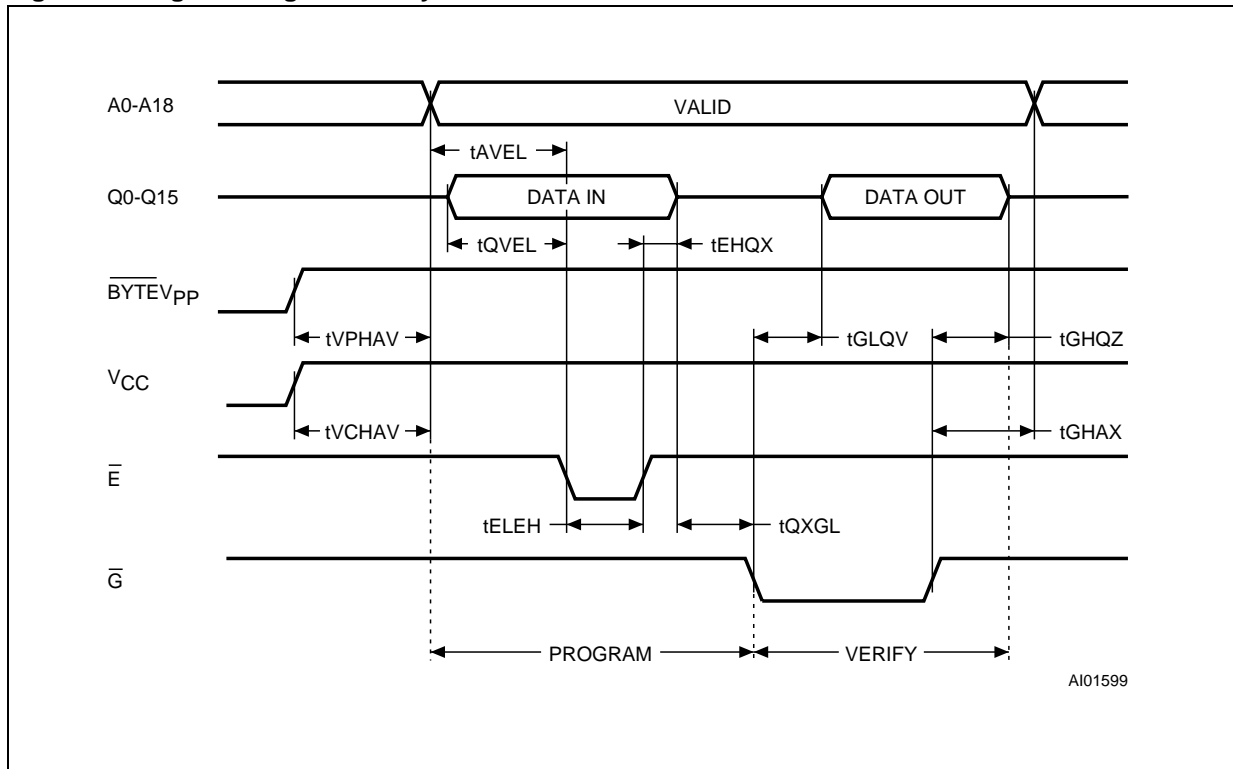 A0-A18
VALID
tAVEL
Q0-Q15
DATA IN
DATA OUT
tQVEL
tEHQX
BYTEVPP
tVPHAV
tGLQV
tGHQZ
VCC
tVCHAV
tGHAX
E
tELEH
tQXGL
G
PROGRAM
VERIFY
AI01599